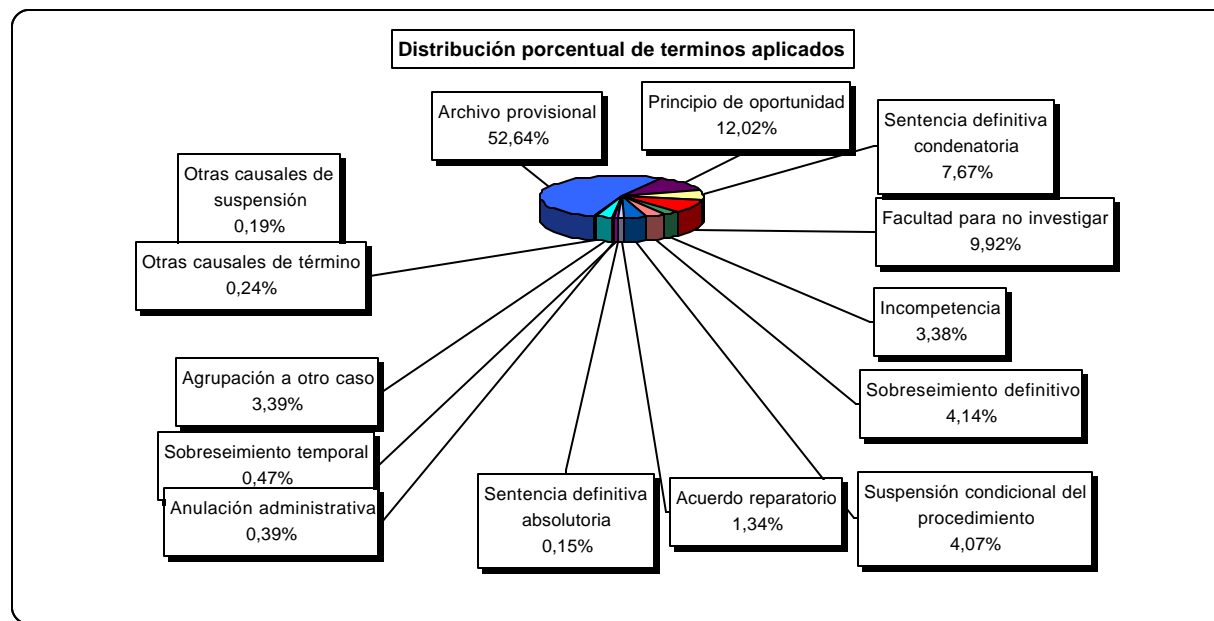 Distribución porcentual de terminos aplicados
Archivo provisional
52,64%
Principio de oportunidad
12,02%
Sentencia definitiva
condenatoria
7,67%
Otras causales de
suspensión
0,19%
Facultad para no investigar
9,92%
Otras causales de término
0,24%
Incompetencia
3,38%
Agrupación a otro caso
3,39%
Sobreseimiento definitivo
4,14%
Sobreseimiento temporal
0,47%
Anulación administrativa
0,39%
Sentencia definitiva
absolutoria
0,15%
Acuerdo reparatorio
1,34%
Suspensión condicional del
procedimiento
4,07%